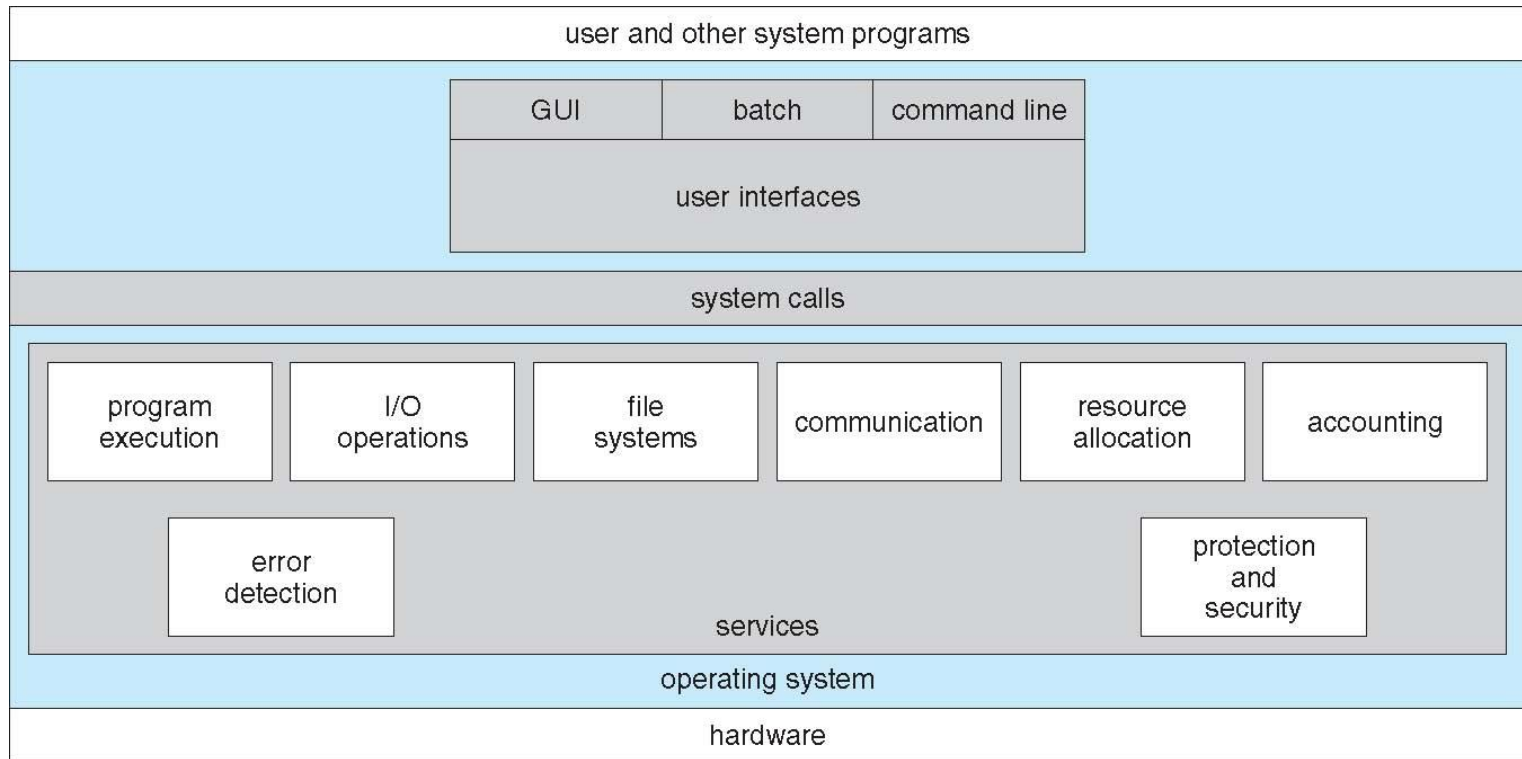 user and other system programs
GUI
batch
command line
user interfaces
system calls
program
execution
I/O
operations
file
systems
communication
resource
allocation
accounting
error
detection
protection
and
security
services
operating system
hardware